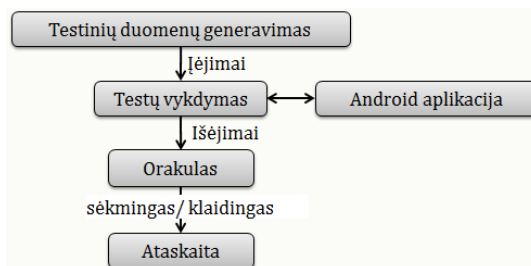 Testinių duomenų generavimas
Įėjimai
Testų vykdymas
Android aplikacija
Išėjimai
Orakulas
sėkmingas/ klaidingas
Ataskaita